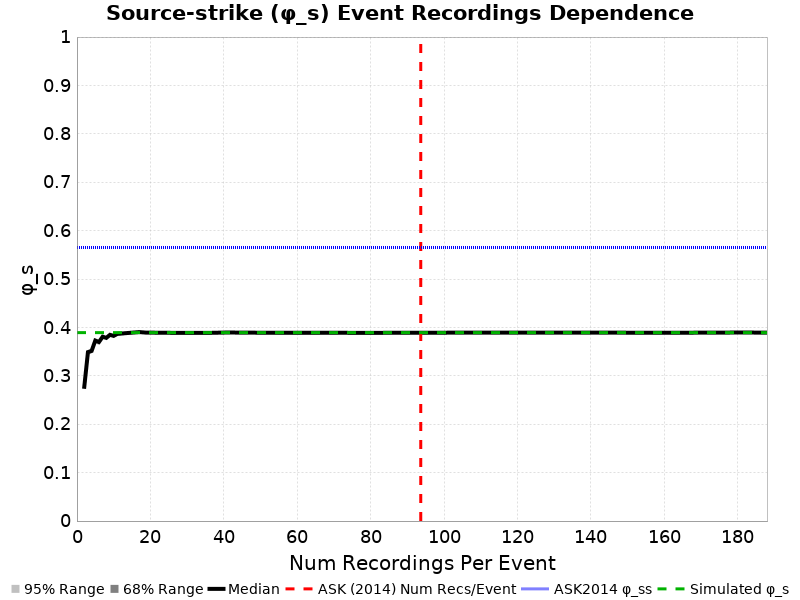 Source-strike (φ_s) Event Recordings Dependence
1
0.9
0.8
0.7
0.6
0.5
0.4
0.3
0.2
0.1
0
φ_s
0 20 40 60 80 100 120 140 160 180
Num Recordings Per Event
95% Range 68% Range Median ASK (2014) Num Recs/Event ASK2014 φ_ss Simulated φ_s